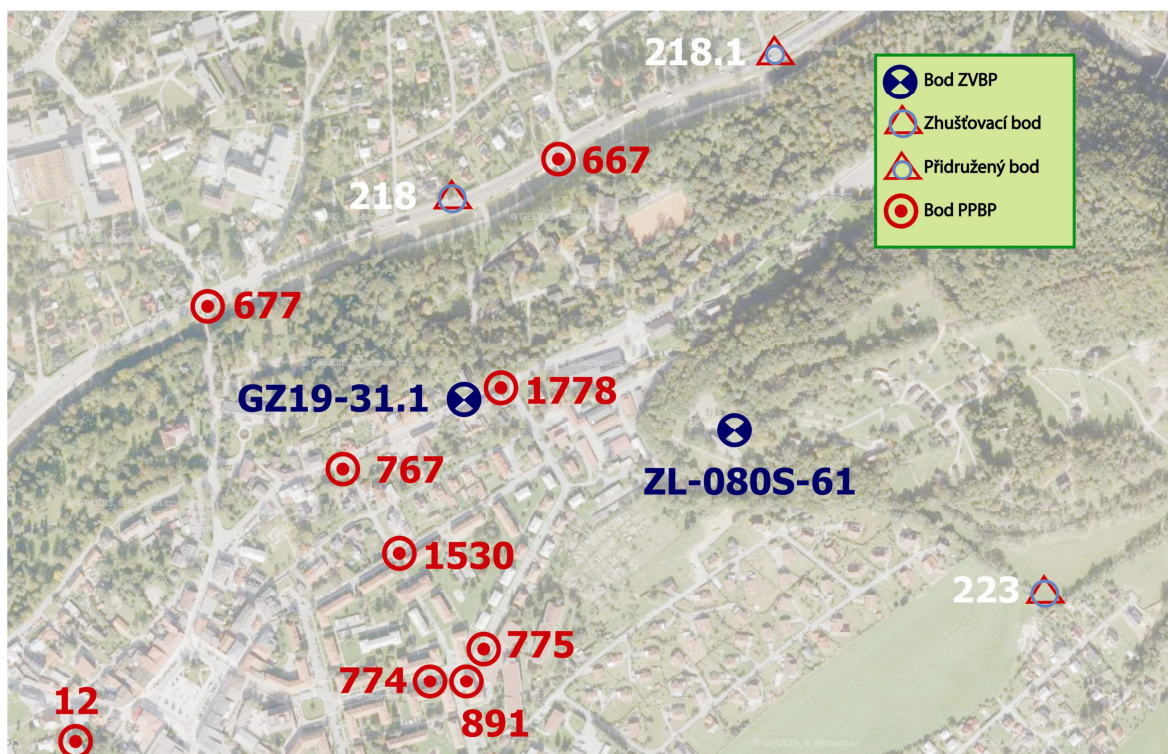 218.1
Bod ZVBP
Zhušťovací bod
Přidružený bod
Bod PPBP
667
218
677
GZ19-31.1
1778
767
ZL-080S-61
1530
223
775
774
891
12